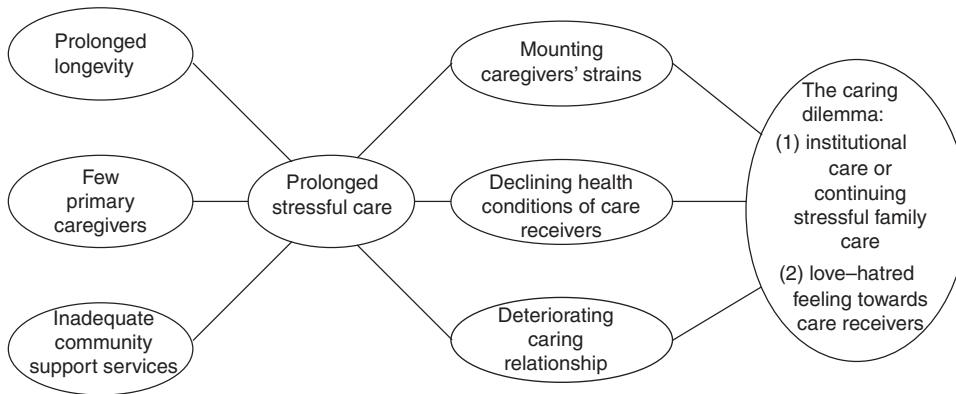 Prolonged
longevity
Few
primary
caregivers
Inadequate
community
support services
Prolonged
stressful care
Mounting
caregivers’ strains
Declining health
conditions of care
receivers
Deteriorating
caring
relationship
The caring
dilemma:
(1) institutional
care or
continuing
stressful family
care
(2) love–hatred
feeling towards
care receivers